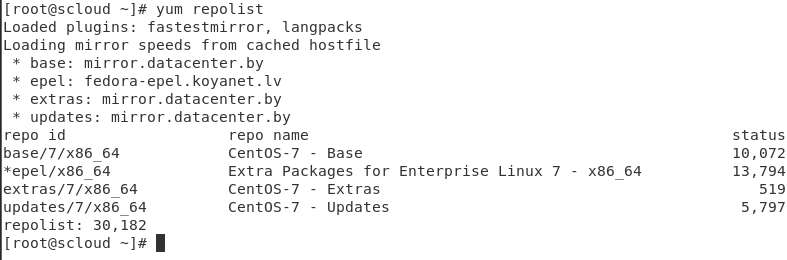 [root@scloud ~]# yum repolist
Loaded plugins: fastestmirror, langpacks
Loading mirror speeds from cached hostfile
 * base: mirror.datacenter.by
 * epel: fedora-epel.koyanet.lv
 * extras: mirror.datacenter.by
 * updates: mirror.datacenter.by
repo id                  repo name                                               status
base/7/x86_64            CentOS-7 - Base                                         10,072
*epel/x86_64             Extra Packages for Enterprise Linux 7 - x86_64          13,794
extras/7/x86_64          CentOS-7 - Extras                                          519
updates/7/x86_64         CentOS-7 - Updates                                       5,797
repolist: 30,182
[root@scloud ~]#